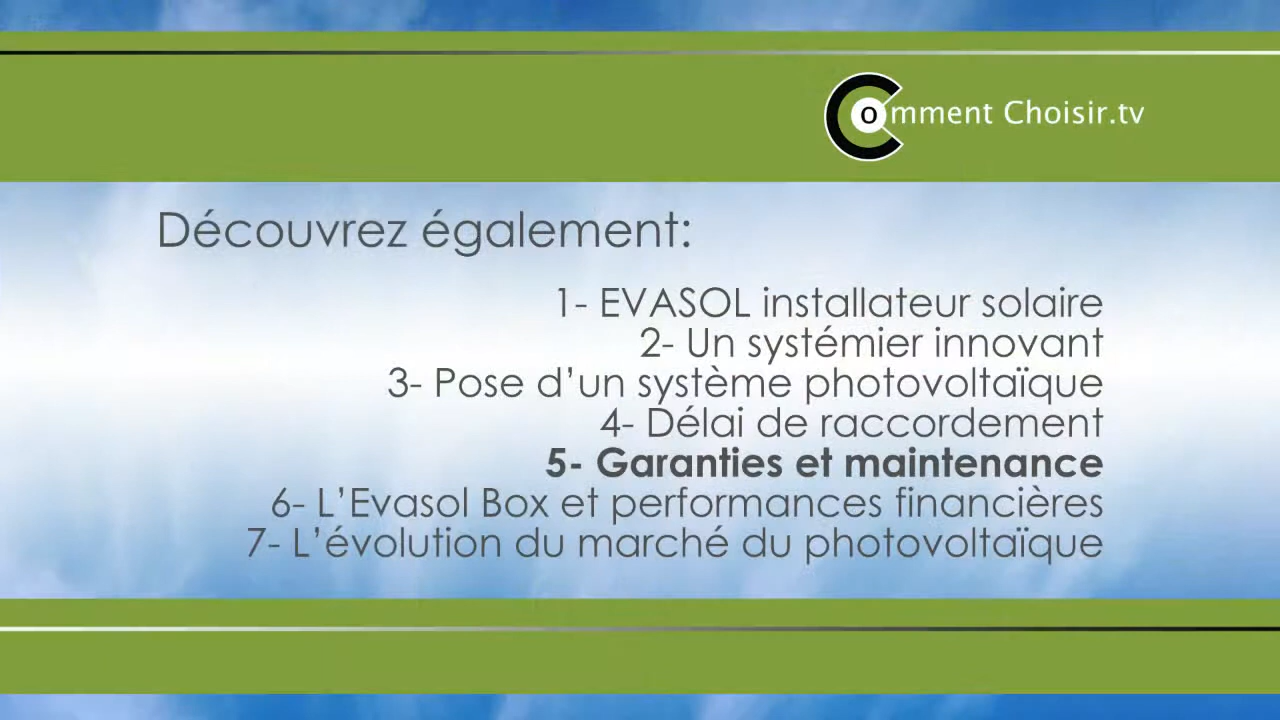 Comment Choisir.tv
Découvrez également:
1- EVASOL installateur solaire
2- Un systémier innovant
3- Pose d’un système photovoltaïque
4- Délai de raccordement
5- Garanties et maintenance
6- L’Evasol Box et performances financières
7- L’évolution du marché du photovoltaïque